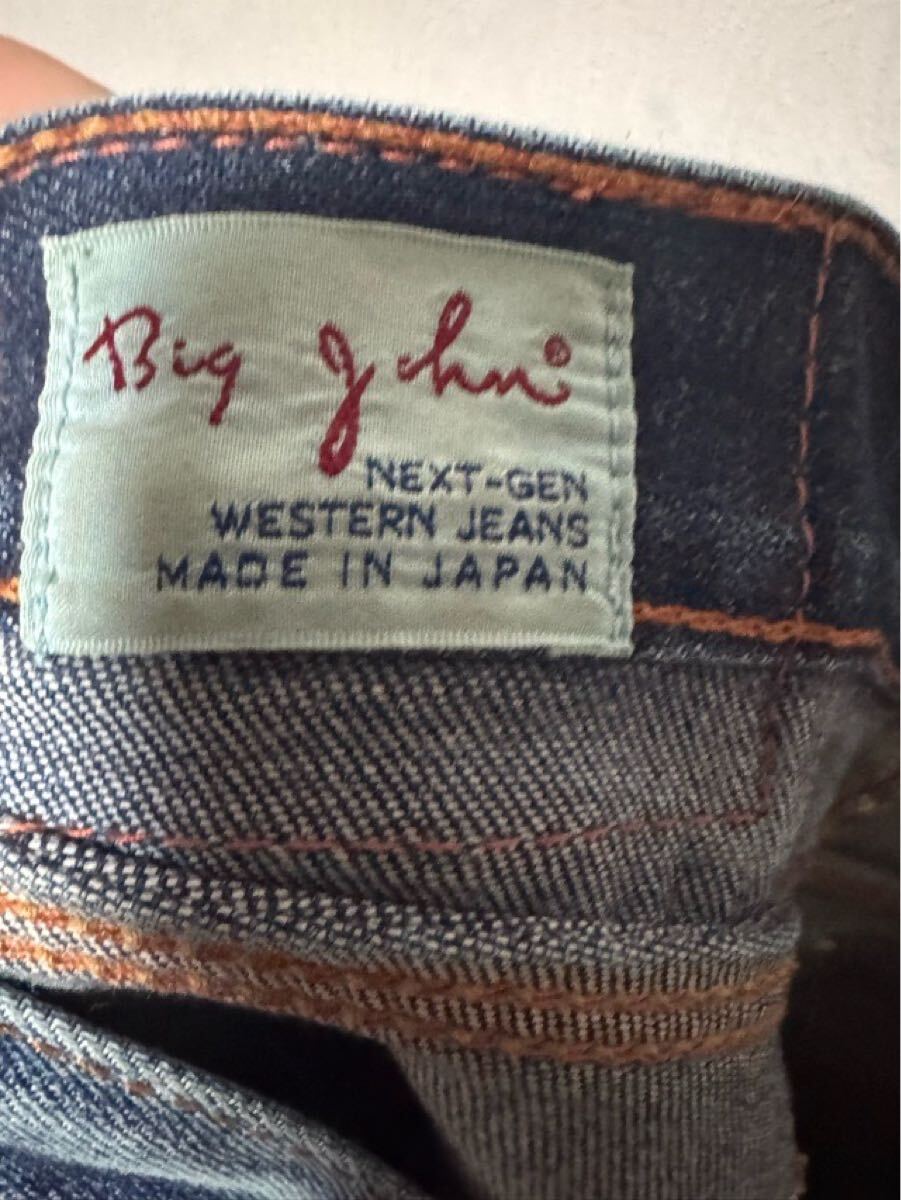 Big John®
NEXT-GEN
WESTERN JEANS
MADE IN JAPAN